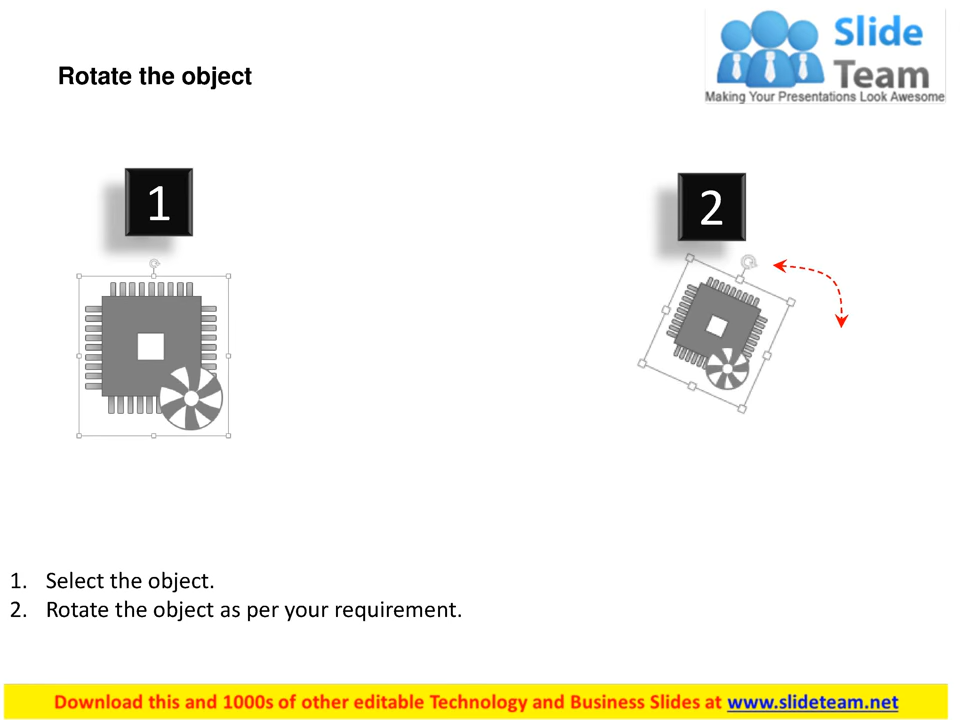 Rotate the object
Slide
Team
Making Your Presentations Look Awesome
1
2
1. Select the object.
2. Rotate the object as per your requirement.
Download this and 1000s of other editable Technology and Business Slides at www.slideteam.net